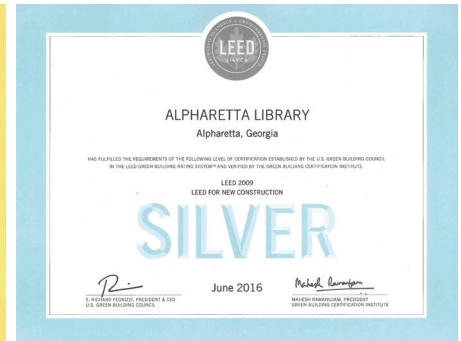 LEED
SILVER
ALPHARETTA LIBRARY
Alpharetta, Georgia
HAS FULFILLED THE REQUIREMENTS OF THE FOLLOWING LEVEL OF CERTIFICATION ESTABLISHED BY THE U.S. GREEN BUILDING COUNCIL
IN THE LEED GREEN BUILDING RATING SYSTEM™ AND VERIFIED BY THE GREEN BUILDING CERTIFICATION INSTITUTE.
LEED 2009
LEED FOR NEW CONSTRUCTION
SILVER
June 2016
S. RICHARD FEDRIZZI, PRESIDENT & CEO
U.S. GREEN BUILDING COUNCIL
Mahesh Ramanujam
MAHESH RAMANUJAM, PRESIDENT
GREEN BUILDING CERTIFICATION INSTITUTE